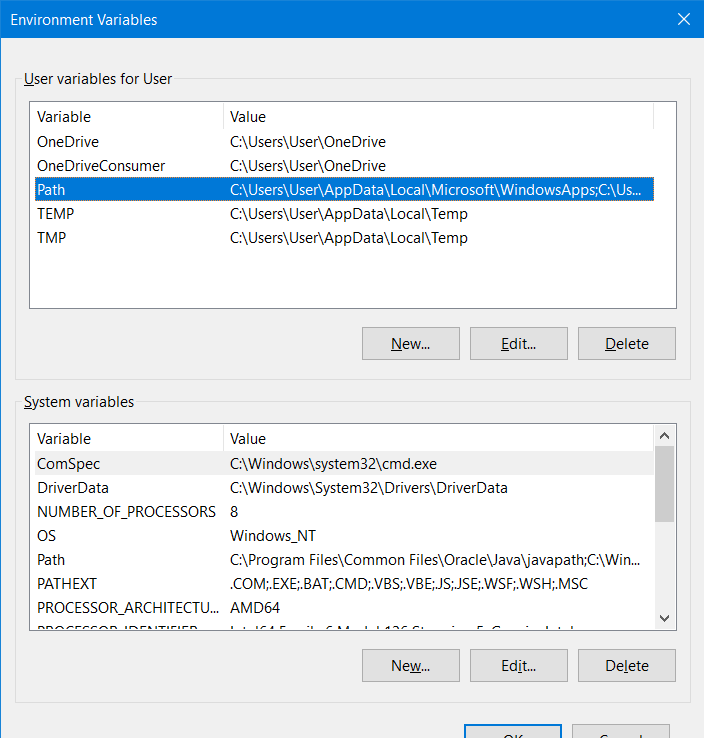 Environment Variables
User variables for User
Variable Value
OneDrive C:\Users\User\OneDrive
OneDriveConsumer C:\Users\User\OneDrive
Path C:\Users\User\AppData\Local\Microsoft\WindowsApps;C:\Us...
TEMP C:\Users\User\AppData\Local\Temp
TMP C:\Users\User\AppData\Local\Temp
New... Edit... Delete
System variables
Variable Value
ComSpec C:\Windows\system32\cmd.exe
DriverData C:\Windows\System32\Drivers\DriverData
NUMBER_OF_PROCESSORS 8
OS Windows_NT
Path C:\Program Files\Common Files\Oracle\Java\javapath;C:\Win...
PATHEXT .COM;.EXE;.BAT;.CMD;.VBS;.VBE;.JS;.JSE;.WSF;.WSH;.MSC
PROCESSOR_ARCHITECTU... AMD64
PROCESSOR_IDENTIFIER
New... Edit... Delete
OK Cancel